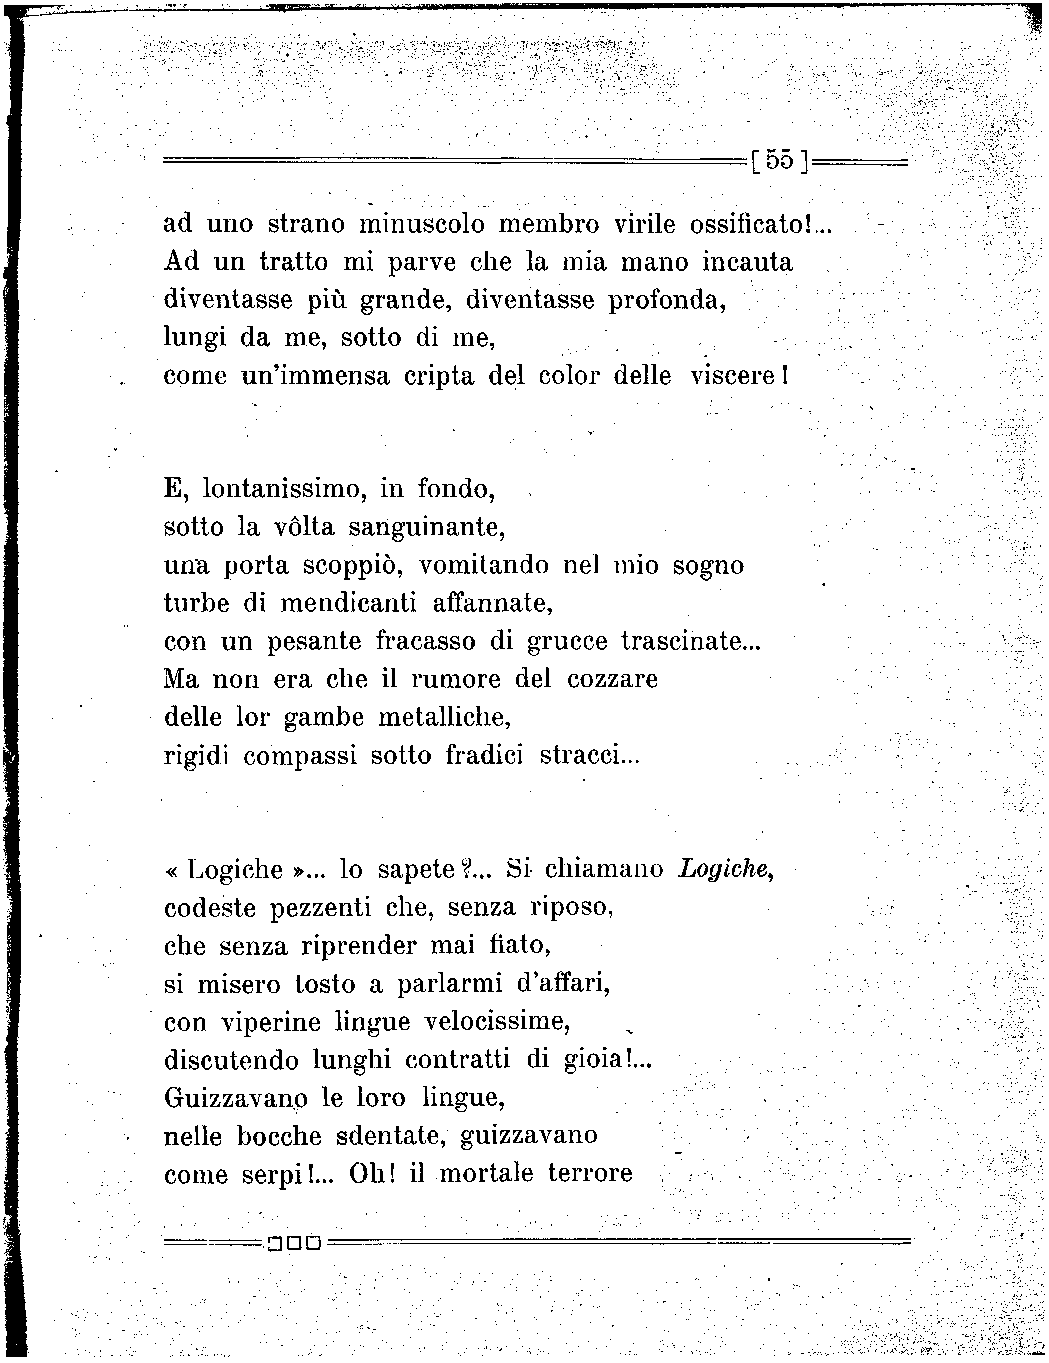 [55]
ad uno strano minuscolo membro virile ossificato!...
Ad un tratto mi parve che la mia mano incauta
diventasse più grande, diventasse profonda,
lungi da me, sotto di me,
come un'immensa cripta del color delle viscere!
E, lontanissimo, in fondo,
sotto la vôlta sanguinante,
una porta scoppiò, vomitando nel mio sogno
turbe di mendicanti affannate,
con un pesante fracasso di grucce trascinate...
Ma non era che il rumore del cozzare
delle lor gambe metalliche,
rigidi compassi sotto fradici stracci...
« Logiche »... lo sapete?... Si chiamano Logiche,
codeste pezzenti che, senza riposo,
che senza riprender mai fiato,
si misero tosto a parlarmi d'affari,
con viperine lingue velocissime,
discutendo lunghi contratti di gioia!...
Guizzavano le loro lingue,
nelle bocche sdentate, guizzavano
come serpi!... Oh! il mortale terrore